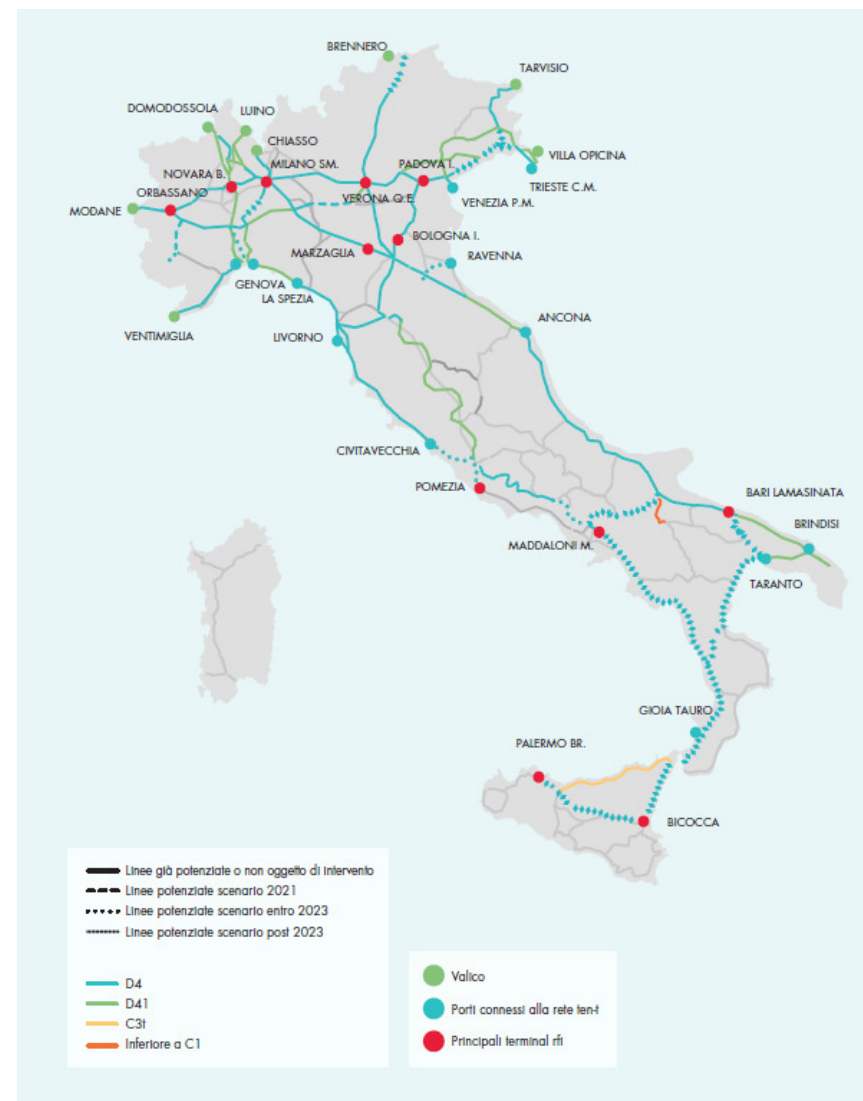 BRENNERO
TARVISIO
DOMODOSSOLA
LUINO
CHIASSO
VILLA OPICINA
NOVARA B.
MILANO SM.
PADOVA I.
ORBASSANO
TRIESTE C.M.
VERONA Q.E.
VENEZIA P.M.
MODANE
BOLOGNA I.
MARZAGLIA
RAVENNA
GENOVA
LA SPEZIA
ANCONA
VENTIMIGLIA
LIVORNO
CIVITAVECCHIA
POMEZIA
BARI LAMASINATA
BRINDISI
MADDALONI M.
TARANTO
GIOIA TAURO
PALERMO BR.
BICOCCA
Linee già potenziate o non oggetto di intervento
Linee potenziate scenario 2021
Linee potenziate scenario entro 2023
Linee potenziate scenario post 2023
D4
D41
C3t
Inferiore a C1
Valico
Porti connessi alla rete ten-t
Principali terminal rfi